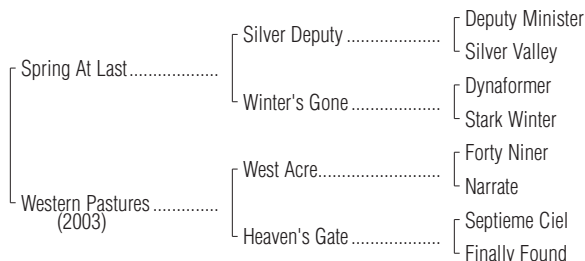 Deputy Minister
Silver Deputy ....................
Silver Valley
Spring At Last...................
Dynaformer
Winter's Gone ...................
Stark Winter
Forty Niner
West Acre..........................
Narrate
Western Pastures ..............
(2003)
Septieme Ciel
Heaven's Gate ...................
Finally Found